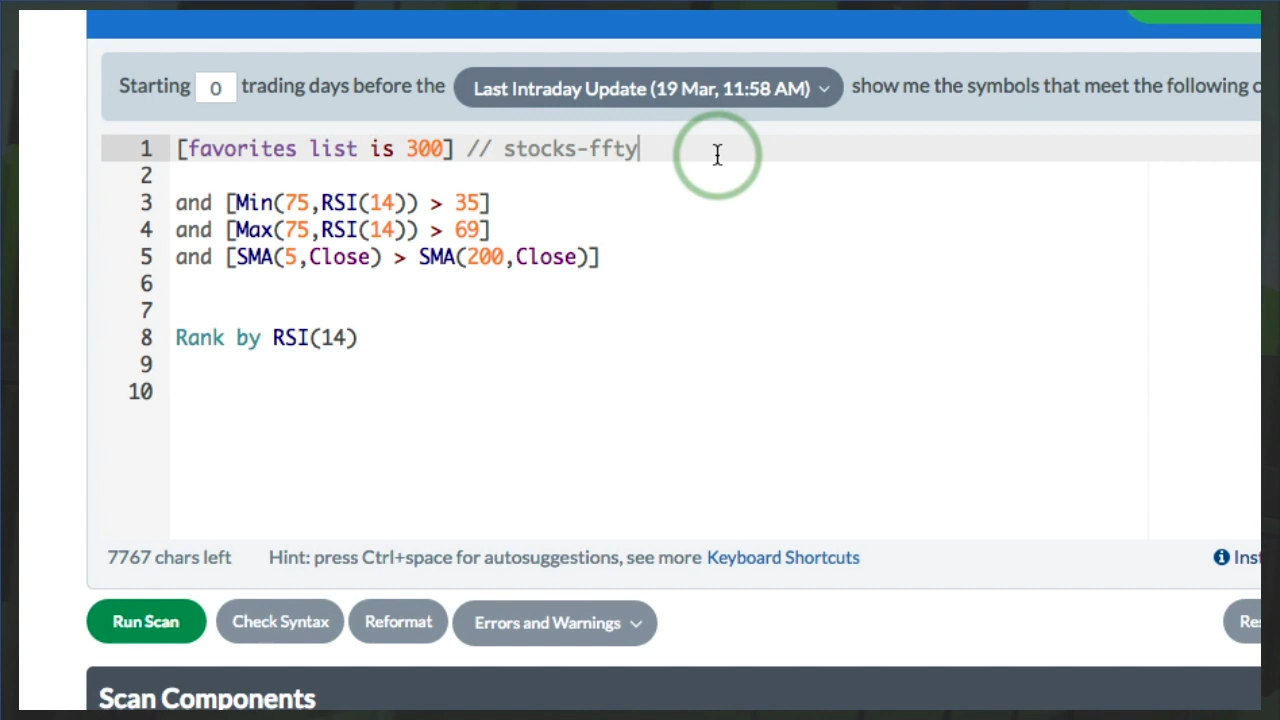 Starting 0 trading days before the Last Intraday Update (19 Mar, 11:58 AM) show me the symbols that meet the following
1 [favorites list is 300] // stocks-ffty
2
3 and [Min(75,RSI(14)) > 35]
4 and [Max(75,RSI(14)) > 69]
5 and [SMA(5,Close) > SMA(200,Close)]
6
7
8 Rank by RSI(14)
9
10
7767 chars left Hint: press Ctrl+space for autosuggestions, see more Keyboard Shortcuts
Run Scan Check Syntax Reformat Errors and Warnings
Scan Components